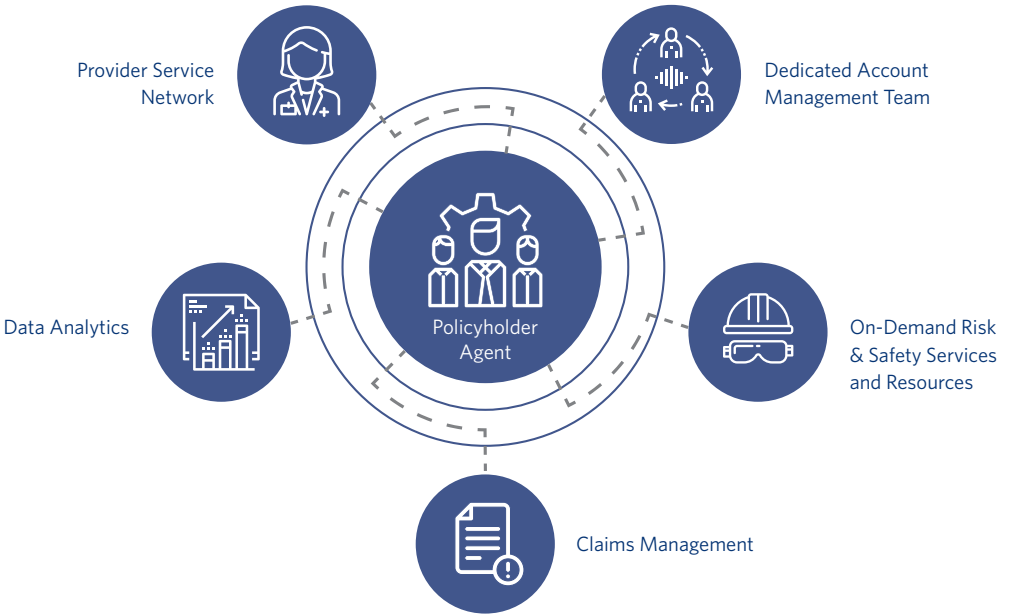 Provider Service
Network
Dedicated Account
Management Team
Policyholder
Agent
Data Analytics
On-Demand Risk
& Safety Services
and Resources
Claims Management